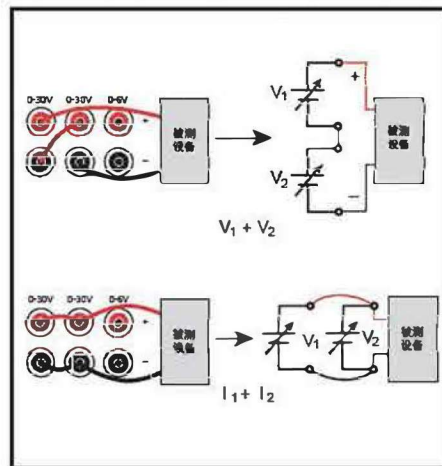 0-30V 0-30V 0-6V
+
−
被测
设备
V₁
V₂
+
−
被测
设备
V₁ + V₂
0-30V 0-30V 0-6V
+
−
被测
设备
V₁
V₂
被测
设备
I₁ + I₂